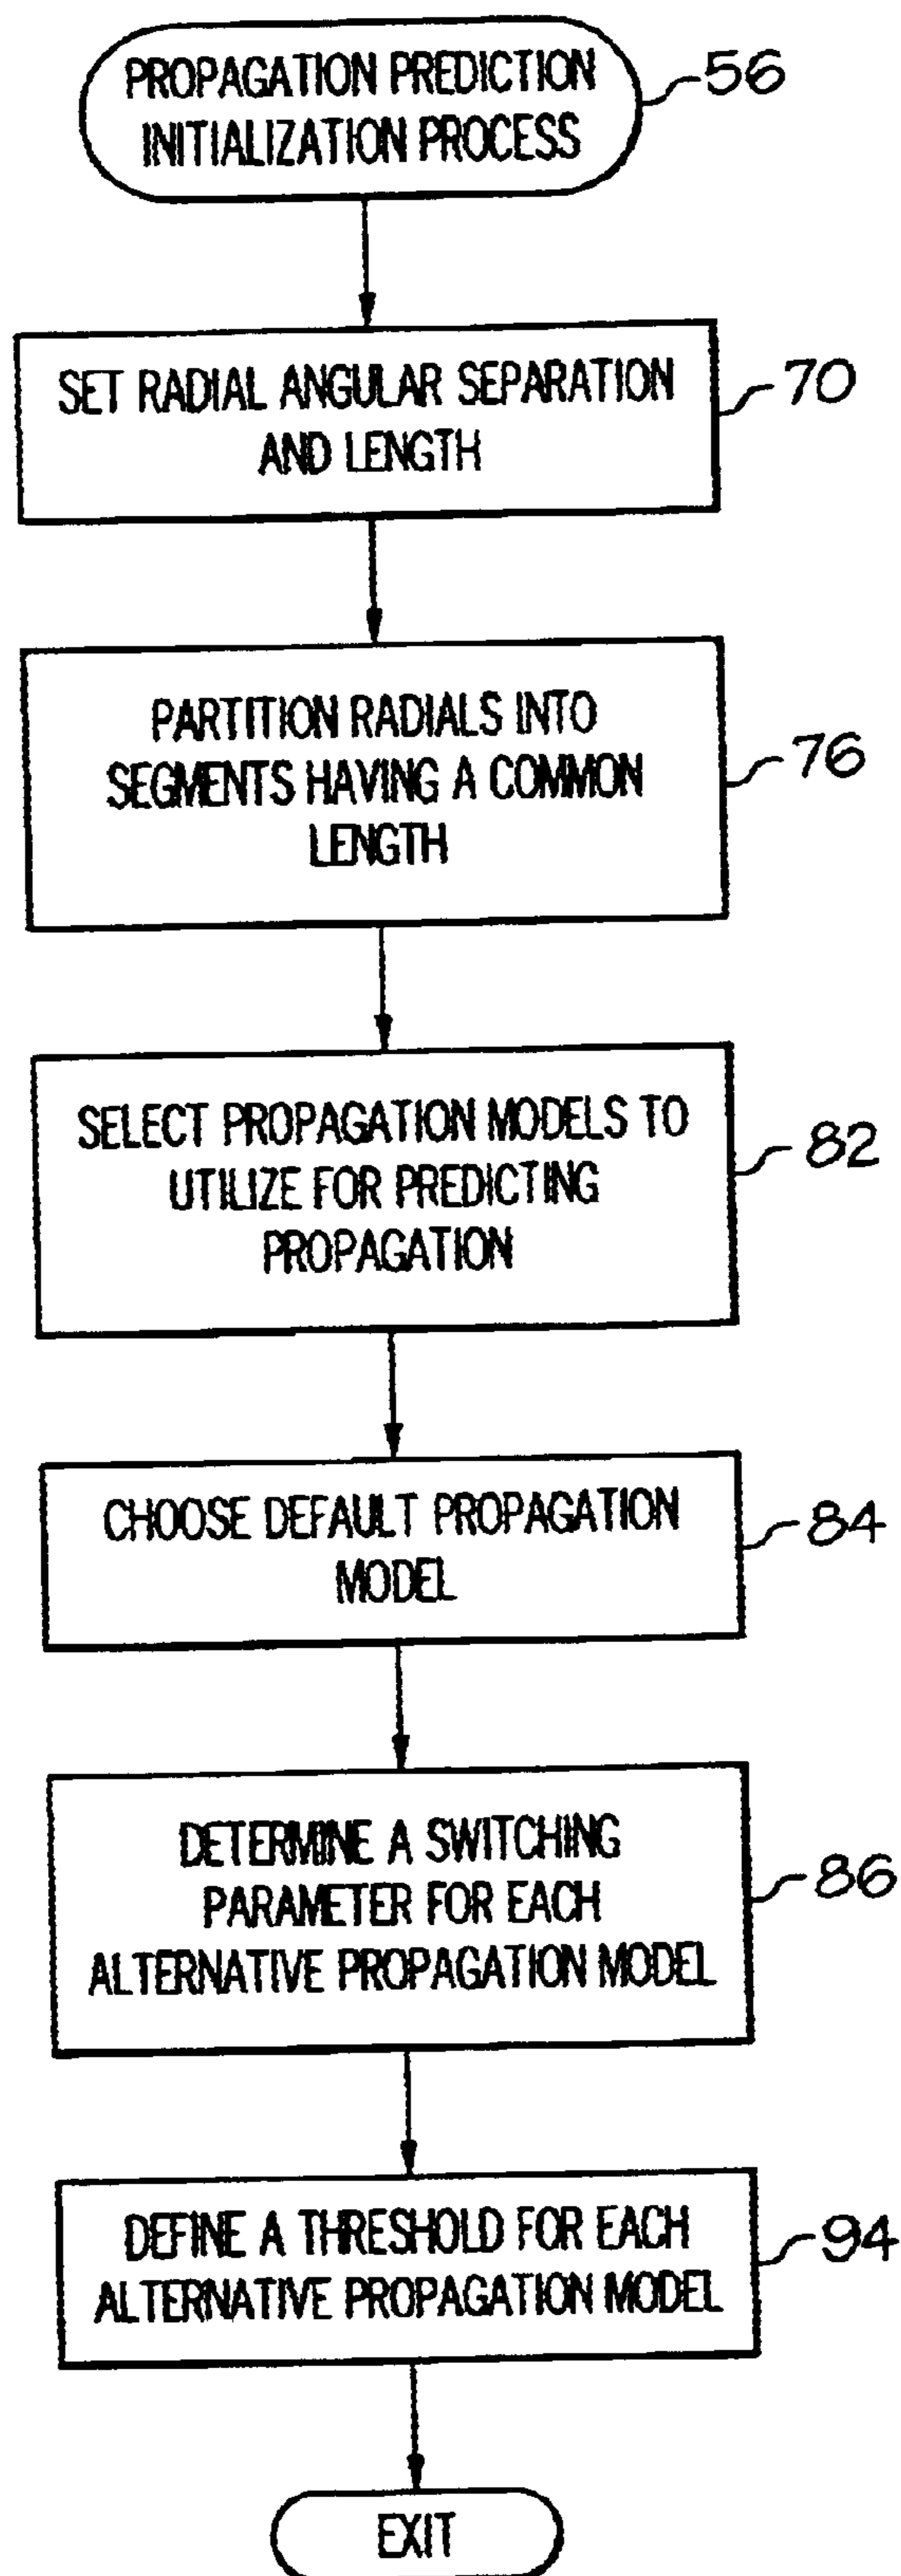 PROPAGATION PREDICTION
INITIALIZATION PROCESS
56
SET RADIAL ANGULAR SEPARATION
AND LENGTH
70
PARTITION RADIALS INTO
SEGMENTS HAVING A COMMON
LENGTH
76
SELECT PROPAGATION MODELS TO
UTILIZE FOR PREDICTING
PROPAGATION
82
CHOOSE DEFAULT PROPAGATION
MODEL
84
DETERMINE A SWITCHING
PARAMETER FOR EACH
ALTERNATIVE PROPAGATION MODEL
86
DEFINE A THRESHOLD FOR EACH
ALTERNATIVE PROPAGATION MODEL
94
EXIT